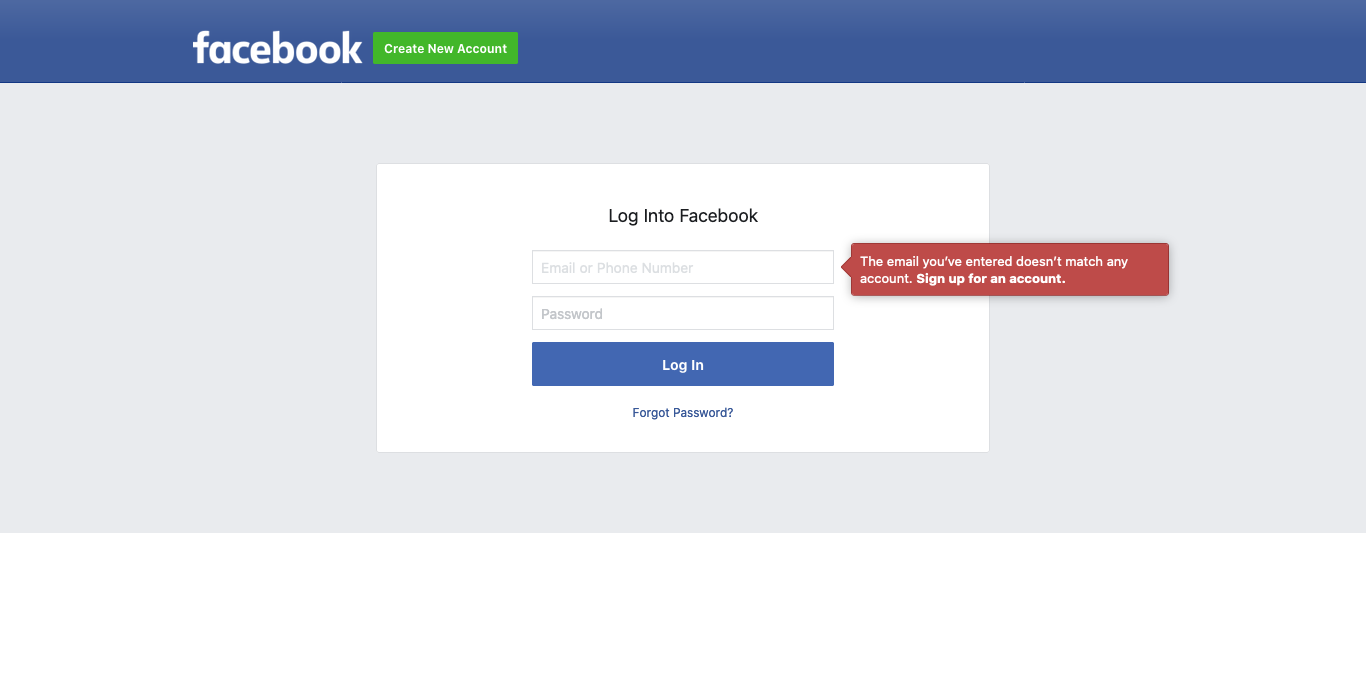 facebook
Create New Account
Log Into Facebook
Email or Phone Number
The email you’ve entered doesn’t match any
account. Sign up for an account.
Password
Log In
Forgot Password?